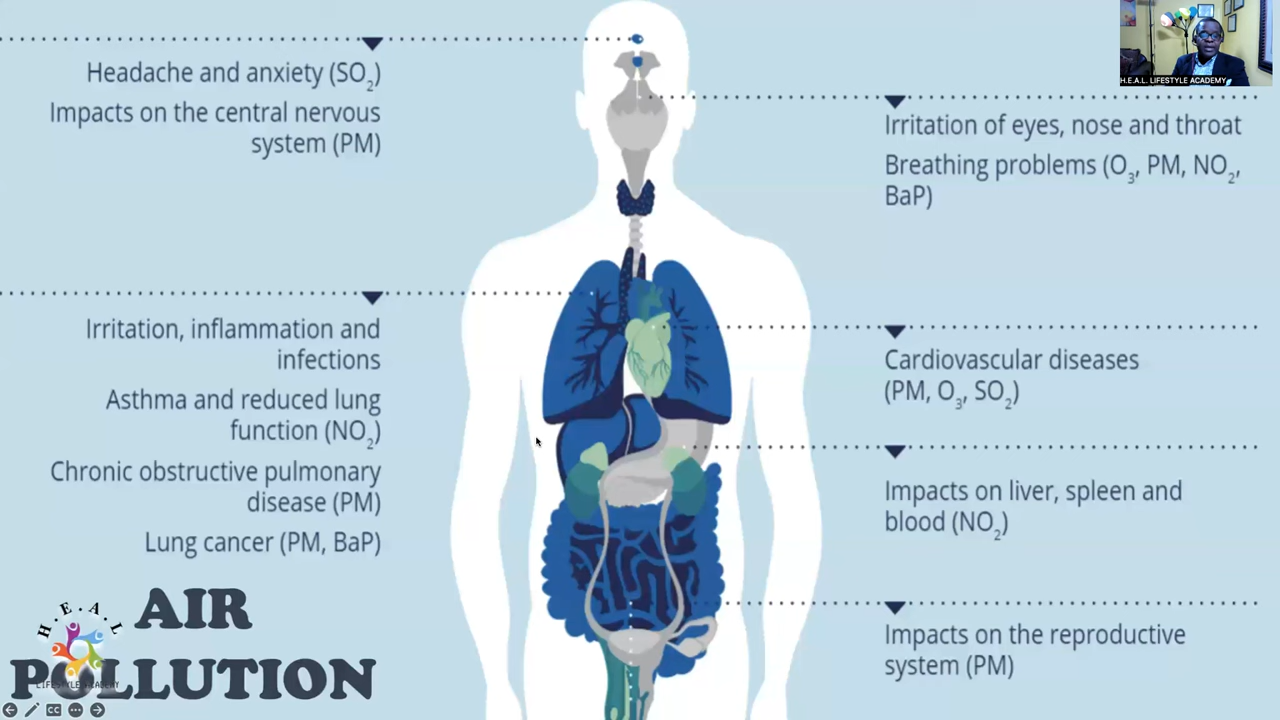 H.E.A.L. LIFESTYLE ACADEMY
Headache and anxiety (SO₂)
Impacts on the central nervous
system (PM)
Irritation of eyes, nose and throat
Breathing problems (O₃, PM, NO₂,
BaP)
Irritation, inflammation and
infections
Asthma and reduced lung
function (NO₂)
Chronic obstructive pulmonary
disease (PM)
Lung cancer (PM, BaP)
Cardiovascular diseases
(PM, O₃, SO₂)
Impacts on liver, spleen and
blood (NO₂)
Impacts on the reproductive
system (PM)
AIR
POLLUTION
H.E.A.L
LIFESTYLE ACADEMY
CC